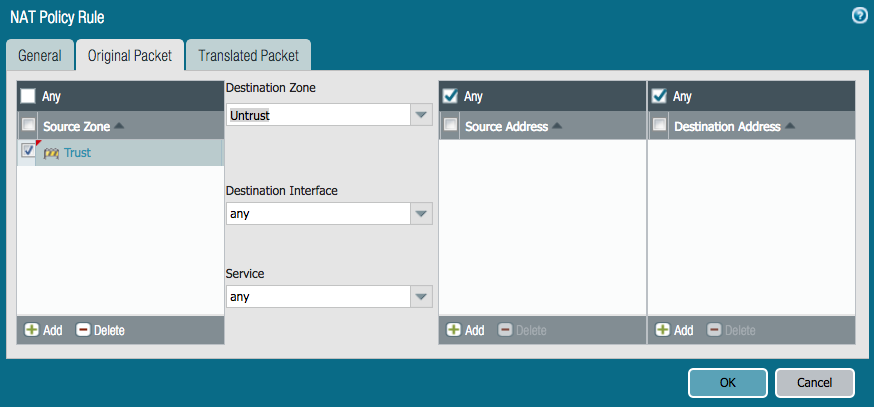 NAT Policy Rule
General
Original Packet
Translated Packet
Any
Source Zone
Trust
Add
Delete
Destination Zone
Untrust
Destination Interface
any
Service
any
Any
Source Address
Add
Delete
Any
Destination Address
Add
Delete
OK
Cancel